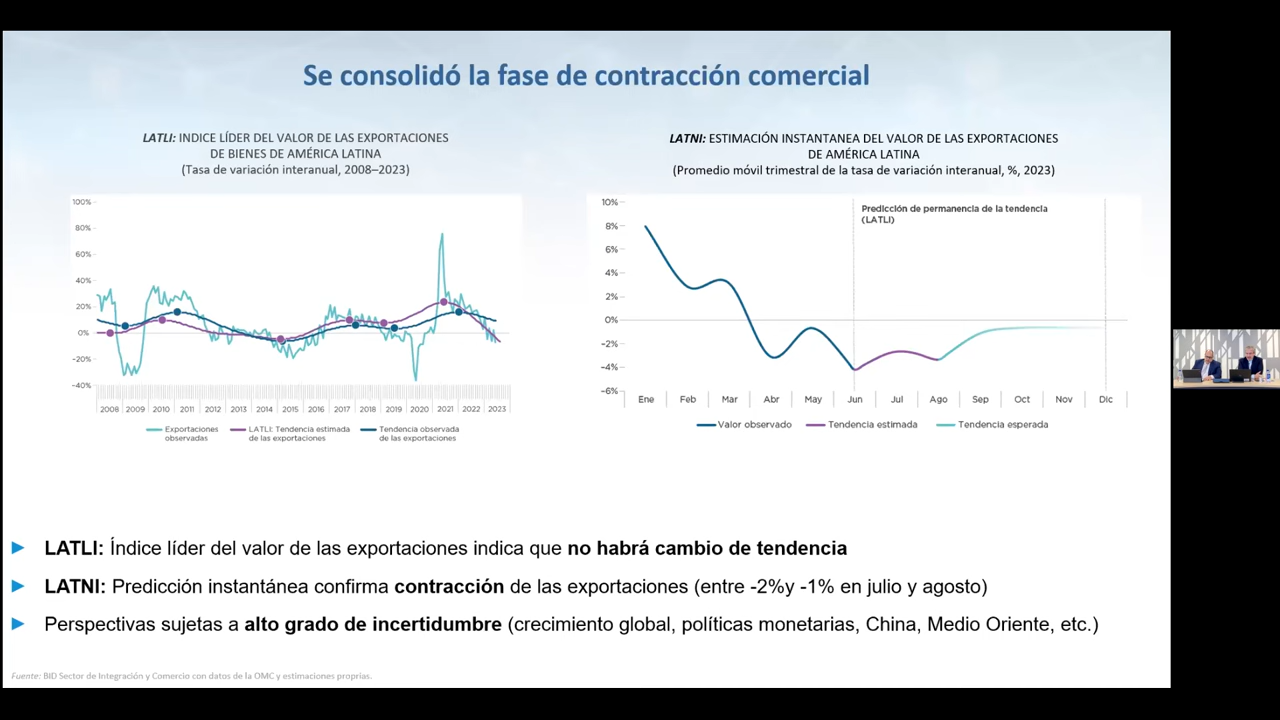 Se consolidó la fase de contracción comercial
LATLI: INDICE LÍDER DEL VALOR DE LAS EXPORTACIONES
DE BIENES DE AMÉRICA LATINA
(Tasa de variación interanual, 2008–2023)
100%
80%
60%
40%
20%
0%
-20%
-40%
2008 2009 2010 2011 2012 2013 2014 2015 2016 2017 2018 2019 2020 2021 2022 2023
Exportaciones
observadas
LATLI: Tendencia estimada
de las exportaciones
Tendencia observada
de las exportaciones
LATNI: ESTIMACIÓN INSTANTANEA DEL VALOR DE LAS EXPORTACIONES
DE AMÉRICA LATINA
(Promedio móvil trimestral de la tasa de variación interanual, %, 2023)
10%
8%
6%
4%
2%
0%
-2%
-4%
-6%
Predicción de permanencia de la tendencia
(LATLI)
Ene Feb Mar Abr May Jun Jul Ago Sep Oct Nov Dic
Valor observado Tendencia estimada Tendencia esperada
LATLI: Índice líder del valor de las exportaciones indica que no habrá cambio de tendencia
LATNI: Predicción instantánea confirma contracción de las exportaciones (entre -2%y -1% en julio y agosto)
Perspectivas sujetas a alto grado de incertidumbre (crecimiento global, políticas monetarias, China, Medio Oriente, etc.)
Fuente: BID Sector de Integración y Comercio con datos de la OMC y estimaciones proprias.